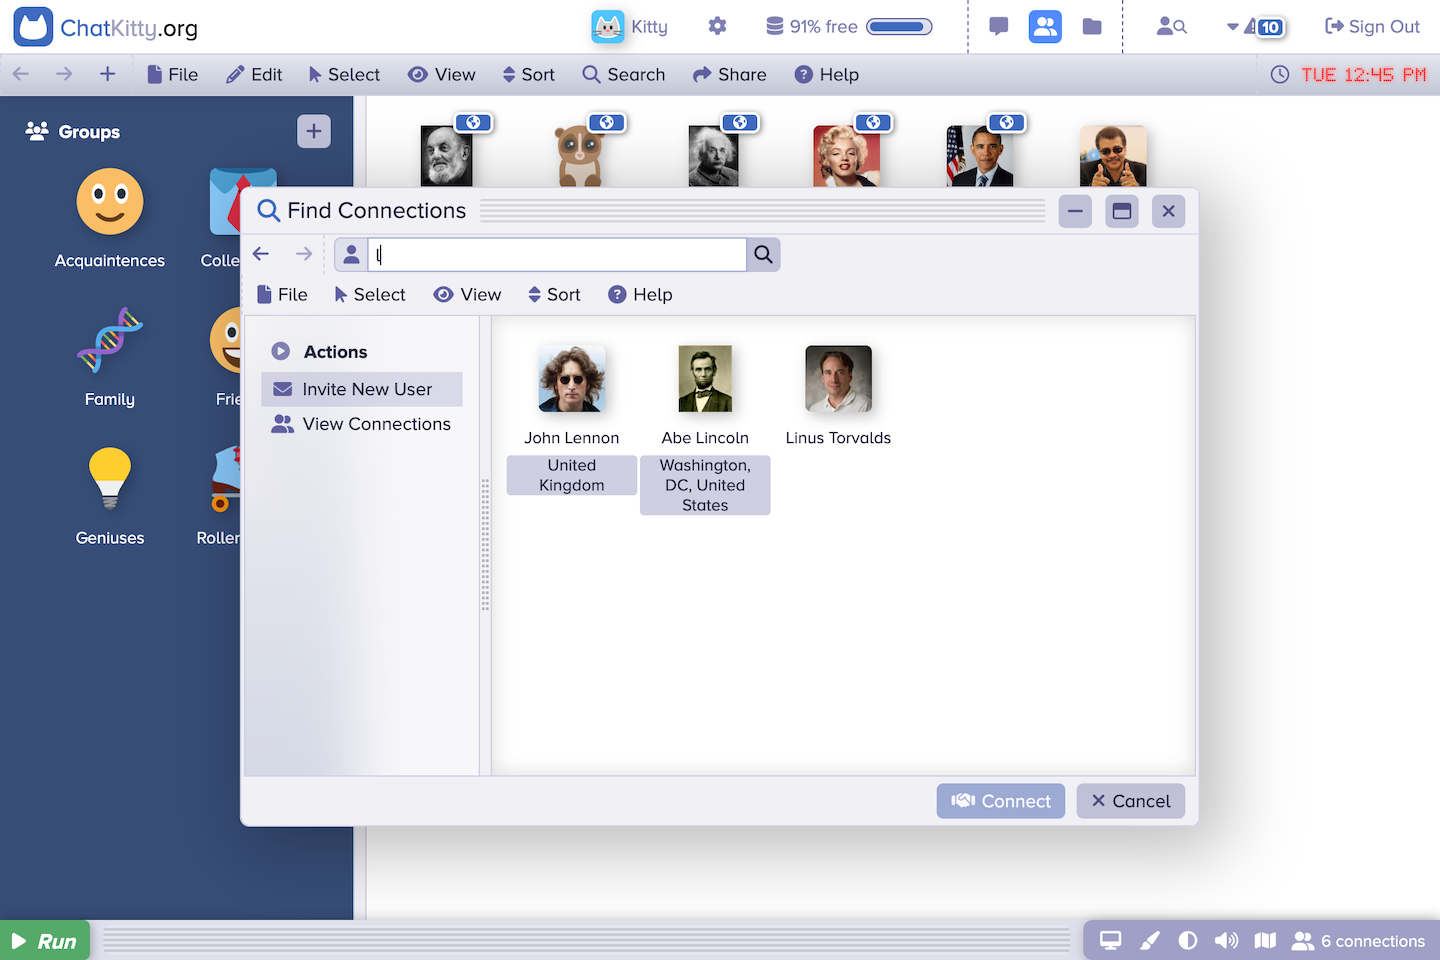 ChatKitty.org
Kitty
91% free
10
Sign Out
File Edit Select View Sort Search Share Help
TUE 12:45 PM
Groups
Acquaintences
Colle
Family
Frie
Geniuses
Roller
Find Connections
l
File Select View Sort Help
Actions
Invite New User
View Connections
John Lennon
United
Kingdom
Abe Lincoln
Washington,
DC, United
States
Linus Torvalds
Connect
Cancel
Run
6 connections